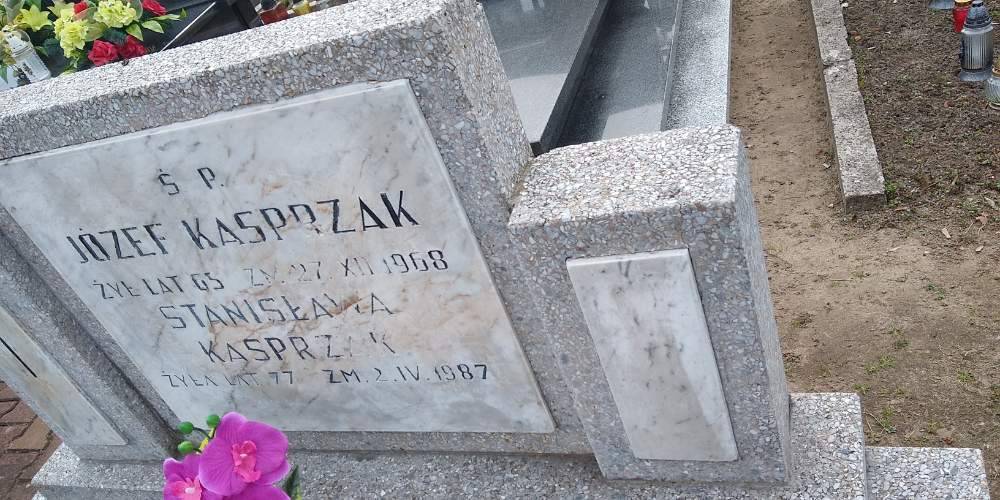 Ś P.
JÓZEF KASPRZAK
ŻYŁ LAT 65 ZM. 27. XII 1968
STANISŁAWA
KASPRZAK
ŻYŁA LAT 77 ZM. 2.IV.1987